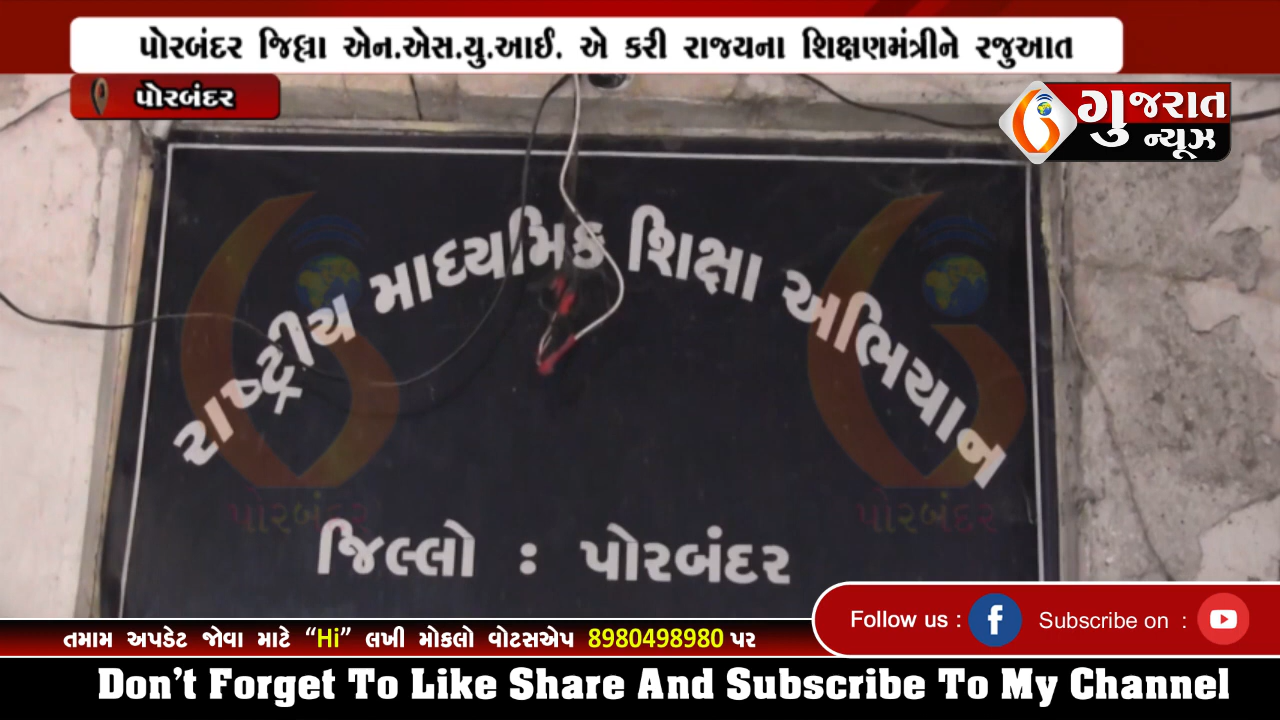 પોરબંદર જિલ્લા એન.એસ.યુ.આઈ. એ કરી રાજ્યના શિક્ષણમંત્રીને રજુઆત
પોરબંદર
ગુજરાત
ન્યૂઝ
રાષ્ટ્રીય માધ્યમિક શિક્ષા અભિયાન
પોરબંદર
પોરબંદર
જિલ્લો : પોરબંદર
Follow us :
Subscribe on :
તમામ અપડેટ જોવા માટે “Hi” લખી મોકલો વોટસએપ 8980498980 પર
Don’t Forget To Like Share And Subscribe To My Channel